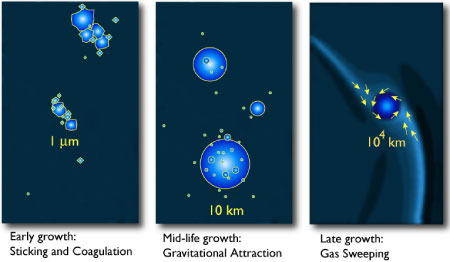 1 µm
10 km
10⁴ km
Early growth:
Sticking and Coagulation
Mid-life growth:
Gravitational Attraction
Late growth:
Gas Sweeping